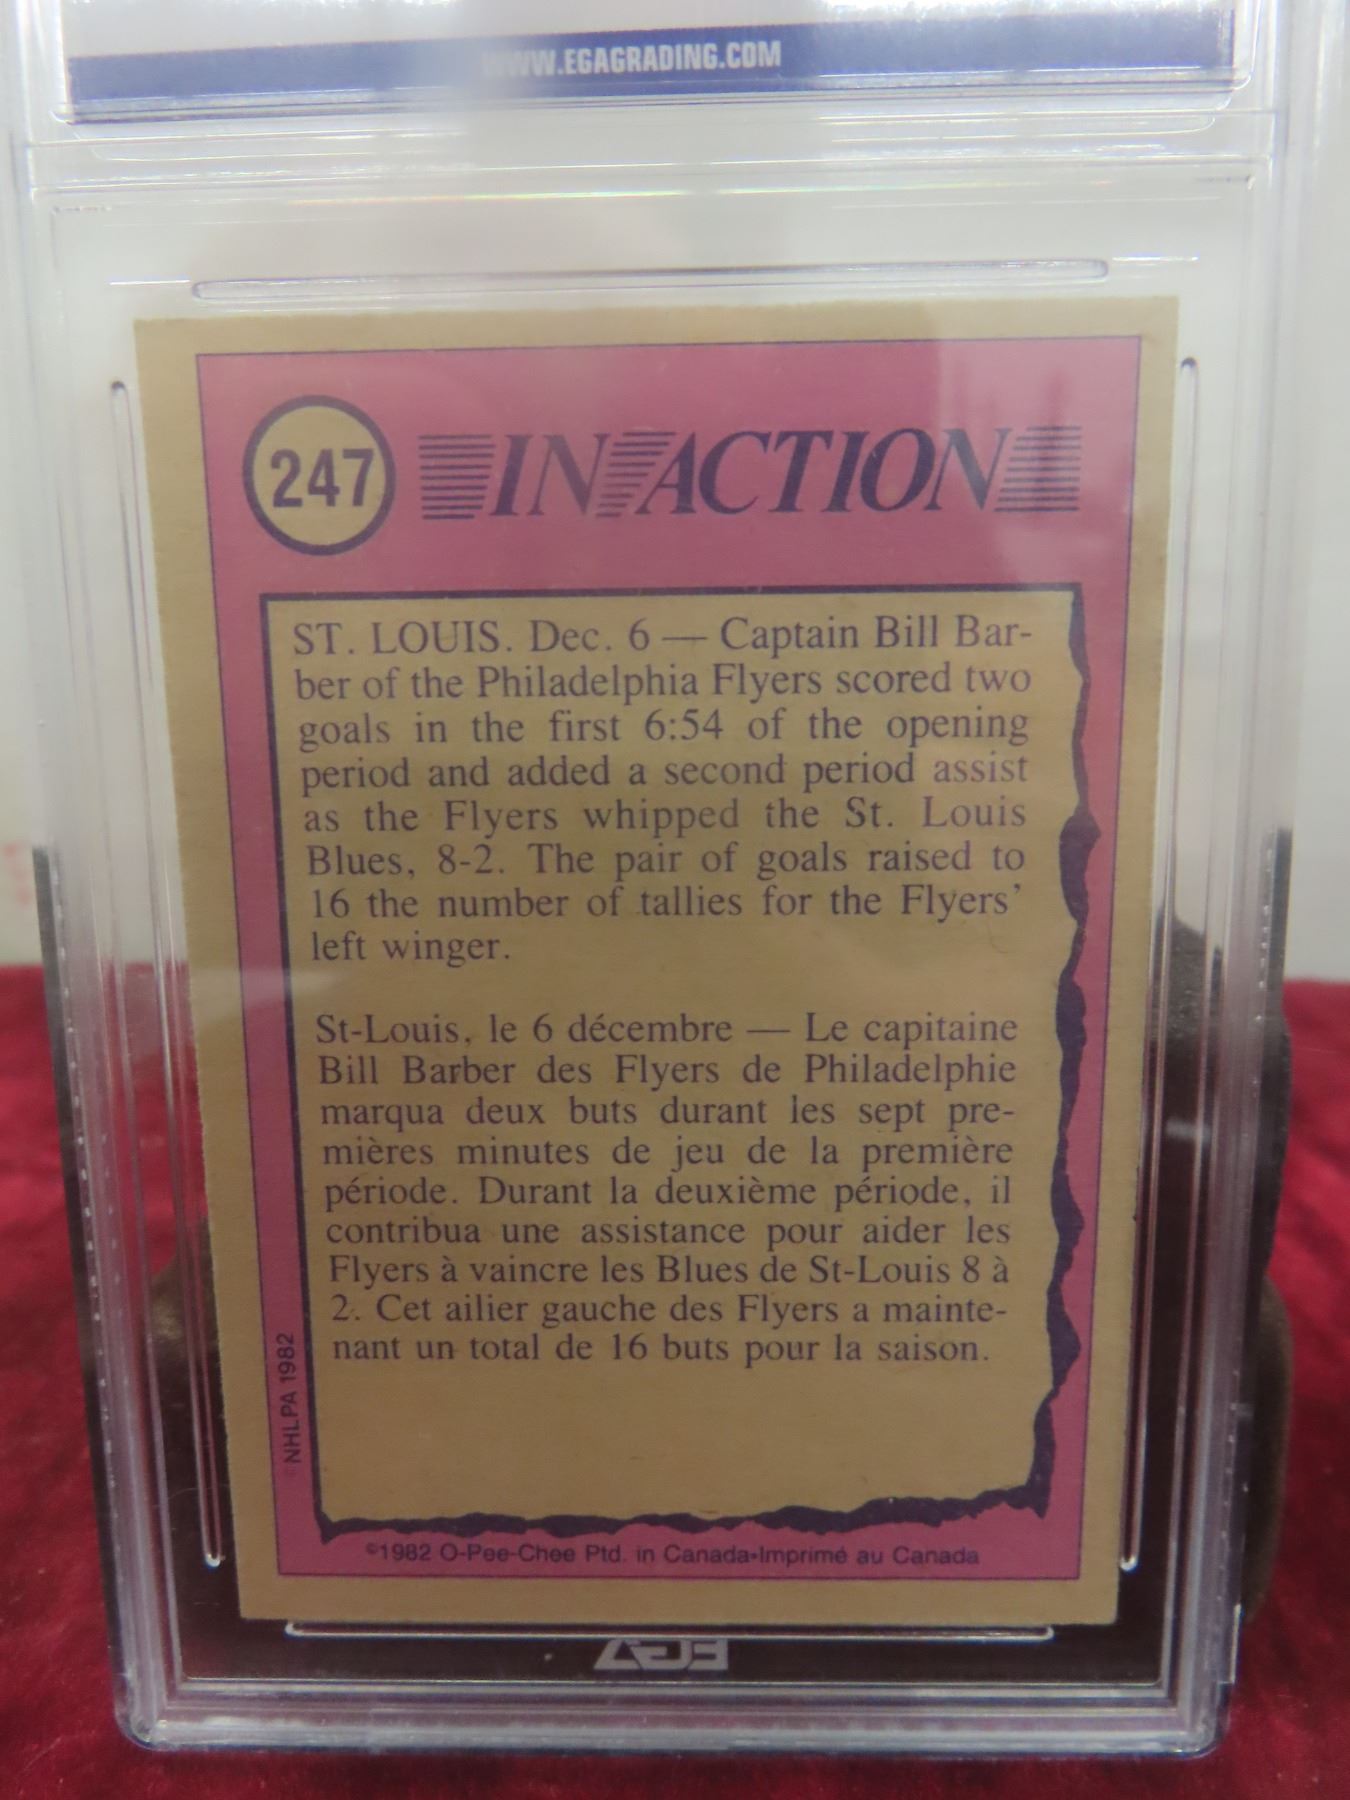 WWW.EGAGRADING.COM
247 IN ACTION
ST. LOUIS. Dec. 6 — Captain Bill Bar-
ber of the Philadelphia Flyers scored two
goals in the first 6:54 of the opening
period and added a second period assist
as the Flyers whipped the St. Louis
Blues, 8-2. The pair of goals raised to
16 the number of tallies for the Flyers'
left winger.
St-Louis, le 6 décembre — Le capitaine
Bill Barber des Flyers de Philadelphie
marqua deux buts durant les sept pre-
mières minutes de jeu de la première
période. Durant la deuxième période, il
contribua une assistance pour aider les
Flyers à vaincre les Blues de St-Louis 8 à
2. Cet ailier gauche des Flyers a mainte-
nant un total de 16 buts pour la saison.
©NHLPA 1982
©1982 O-Pee-Chee Ptd. in Canada•Imprimé au Canada
EGA